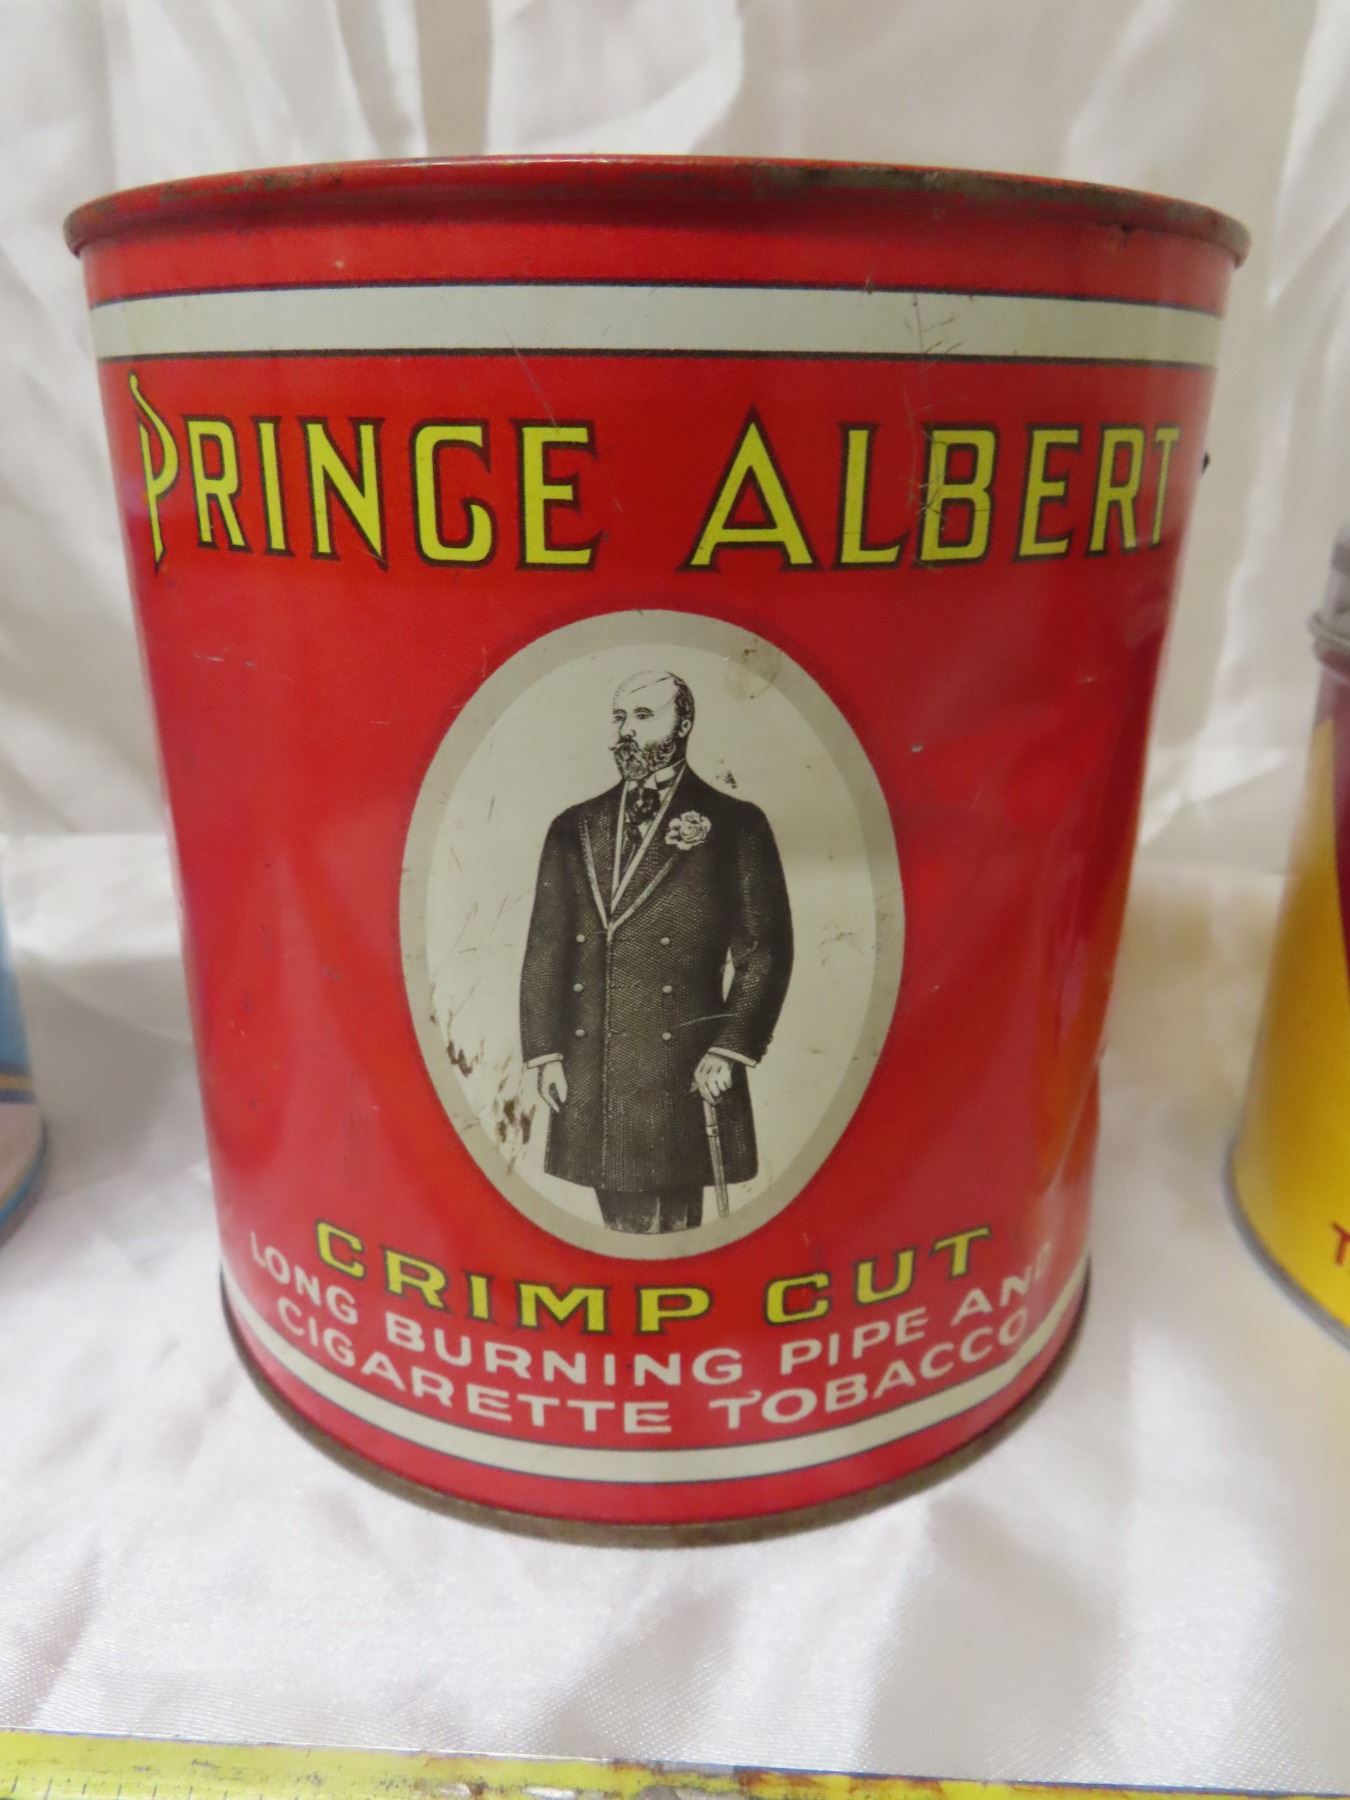 PRINCE ALBERT
CRIMP CUT
LONG BURNING PIPE AND
CIGARETTE TOBACCO